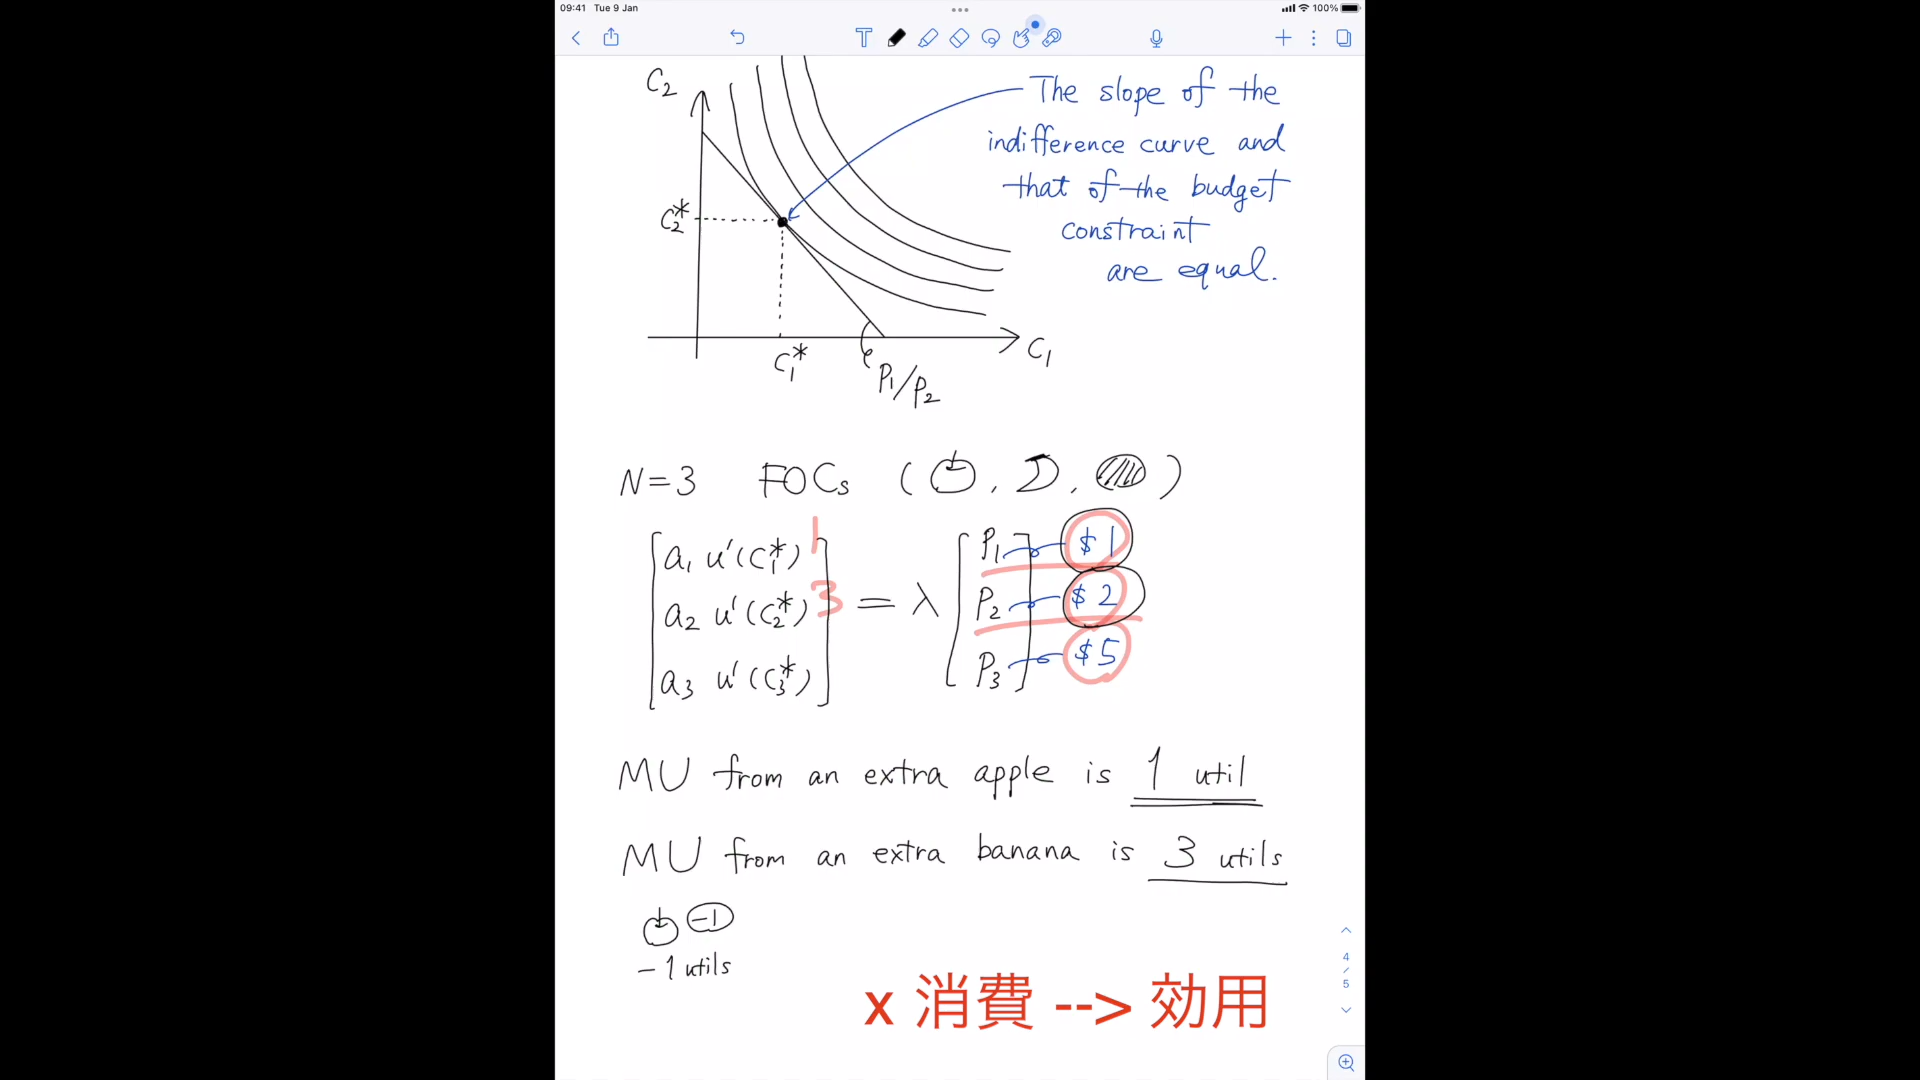 09:41 Tue 9 Jan
100%
C2
The slope of the
indifference curve and
that of the budget
constraint
are equal.
C2*
C1*
C1
P1/P2
N=3 FOCs ( , , )
a1 u'(C1*) 1
a2 u'(C2*) 3
a3 u'(C3*)
= λ
P1 $1
P2 $2
P3 $5
MU from an extra apple is 1 util
MU from an extra banana is 3 utils
-1
-1 utils
x 消費 --> 効用
4
/
5